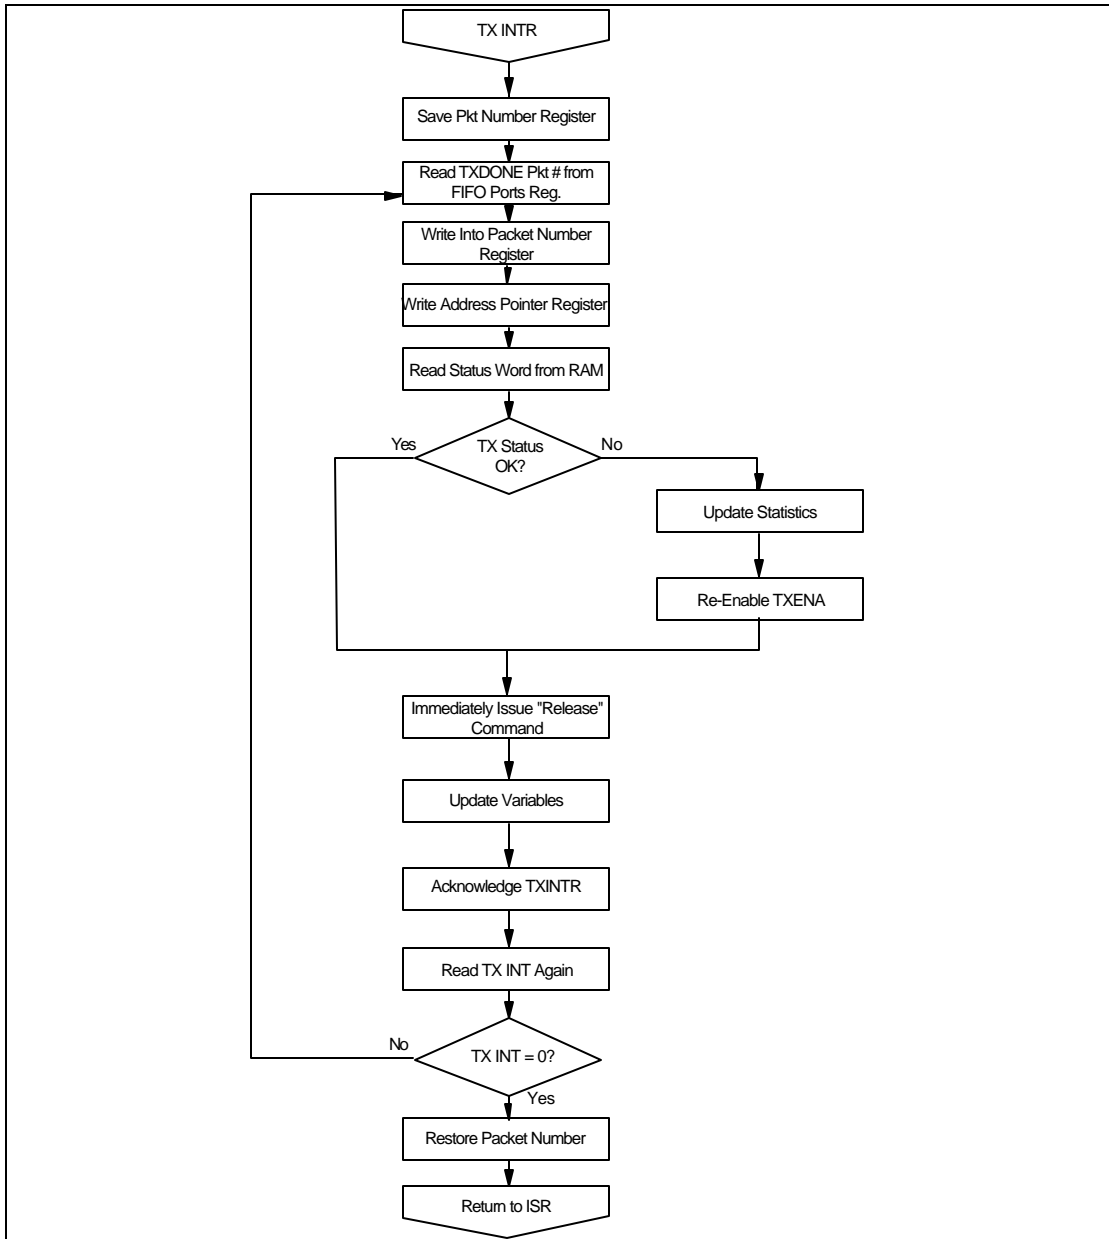 TX INTR
Save Pkt Number Register
Read TXDONE Pkt # from
FIFO Ports Reg.
Write Into Packet Number
Register
Write Address Pointer Register
Read Status Word from RAM
Yes
TX Status
OK?
No
Update Statistics
Re-Enable TXENA
Immediately Issue "Release"
Command
Update Variables
Acknowledge TXINTR
Read TX INT Again
No
TX INT = 0?
Yes
Restore Packet Number
Return to ISR